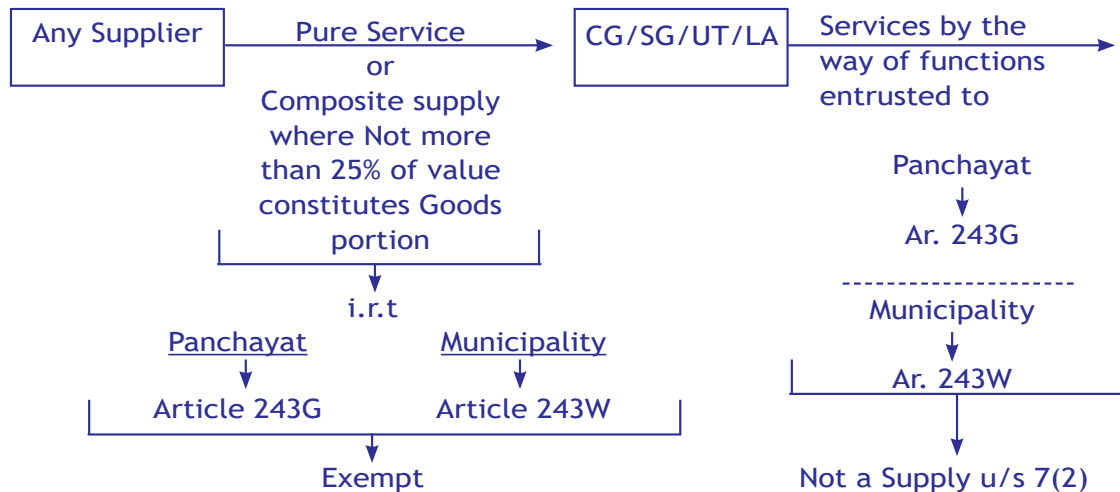 Any Supplier
Pure Service
or
Composite supply
where Not more
than 25% of value
constitutes Goods
portion
i.r.t
Panchayat
Article 243G
Municipality
Article 243W
Exempt
CG/SG/UT/LA
Services by the
way of functions
entrusted to
Panchayat
Ar. 243G
Municipality
Ar. 243W
Not a Supply u/s 7(2)